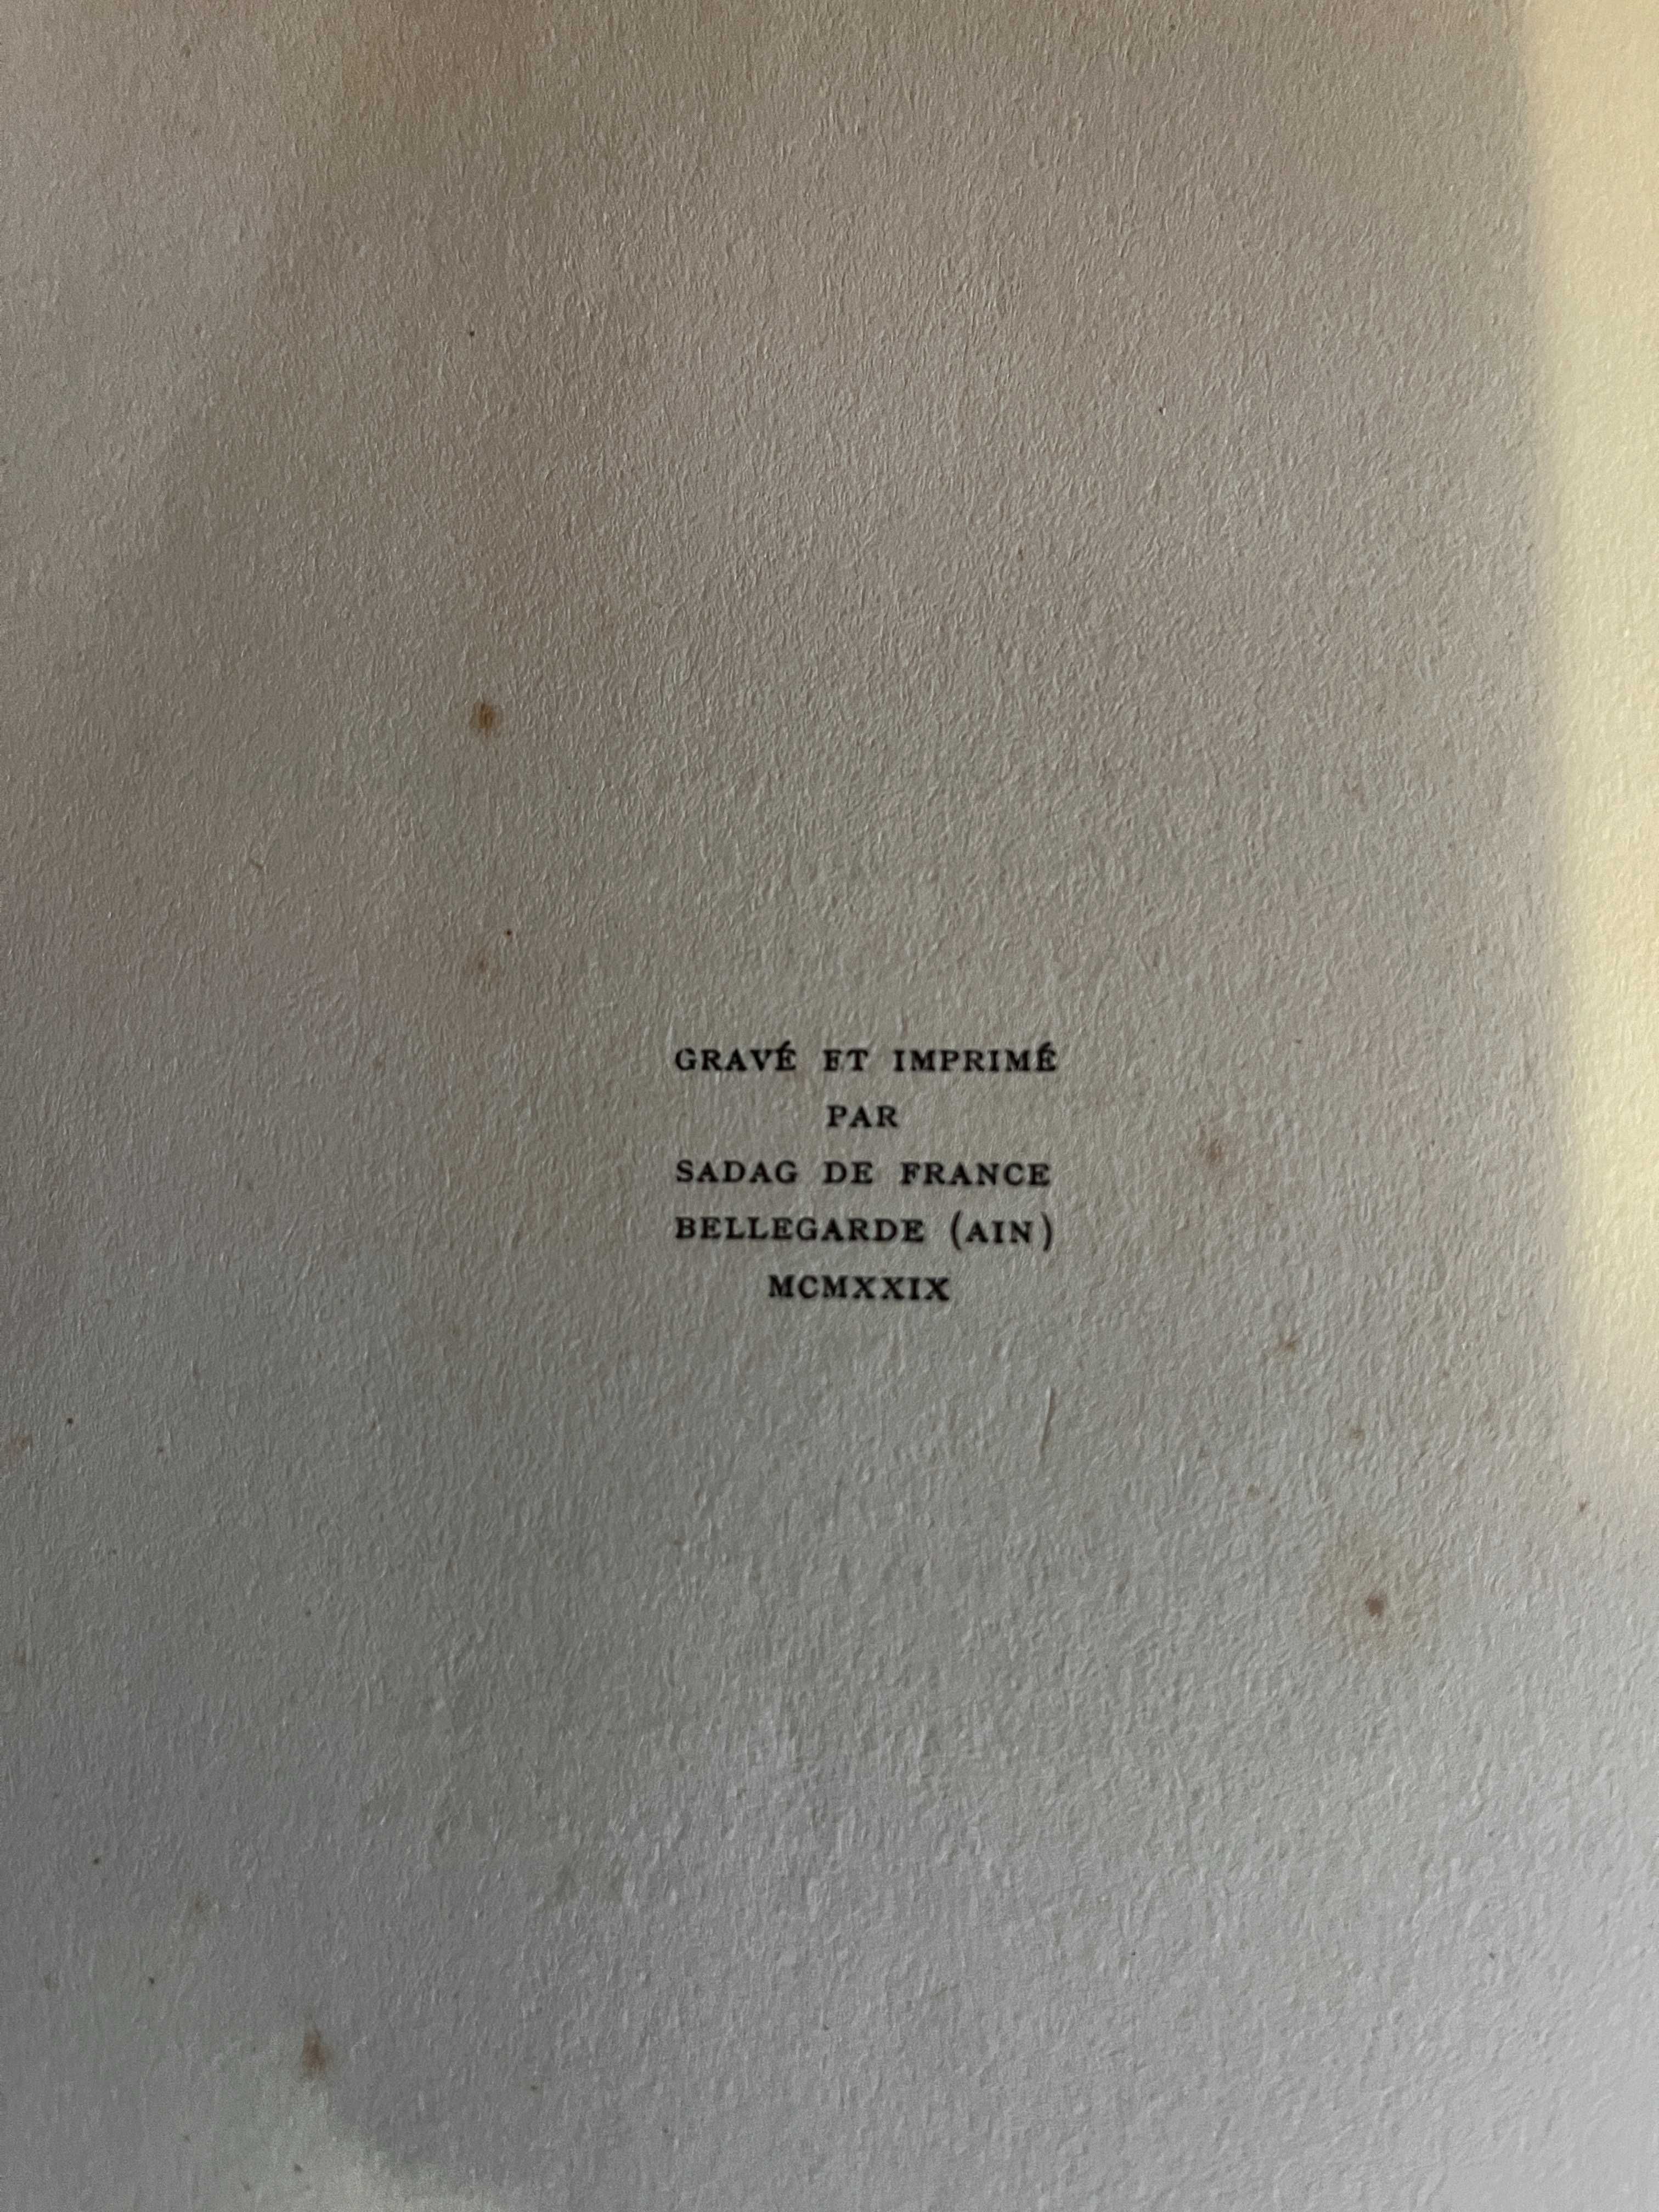 GRAVÉ ET IMPRIMÉ
PAR
SADAG DE FRANCE
BELLEGARDE (AIN)
MCMXXIX